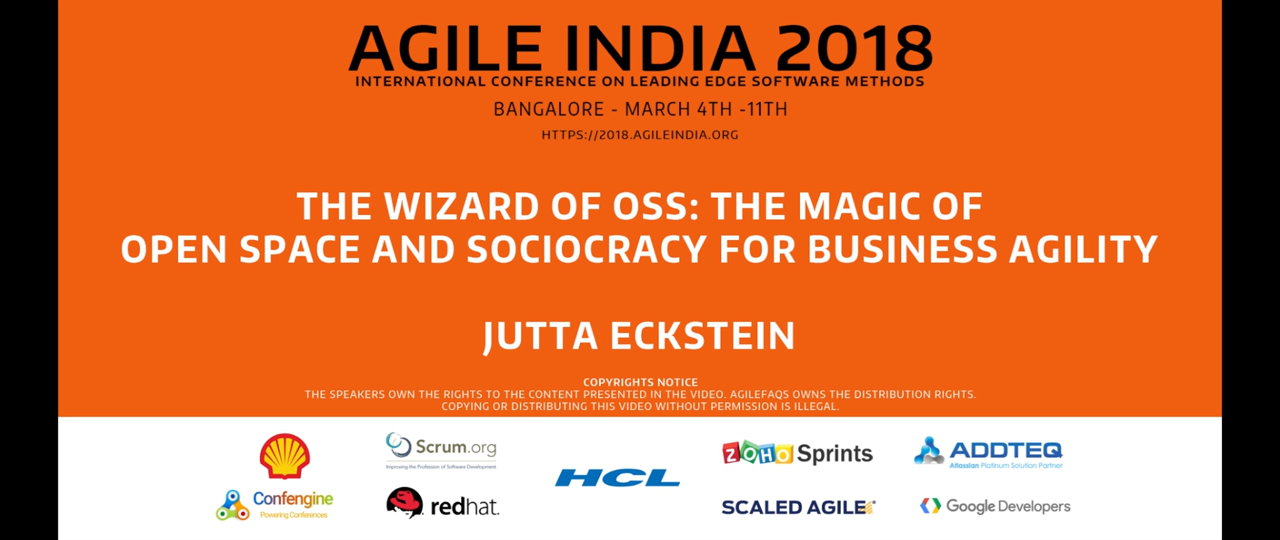 AGILE INDIA 2018
INTERNATIONAL CONFERENCE ON LEADING EDGE SOFTWARE METHODS
BANGALORE - MARCH 4TH -11TH
HTTPS://2018.AGILEINDIA.ORG
THE WIZARD OF OSS: THE MAGIC OF
OPEN SPACE AND SOCIOCRACY FOR BUSINESS AGILITY
JUTTA ECKSTEIN
COPYRIGHTS NOTICE
THE SPEAKERS OWN THE RIGHTS TO THE CONTENT PRESENTED IN THE VIDEO. AGILEFAQS OWNS THE DISTRIBUTION RIGHTS.
COPYING OR DISTRIBUTING THIS VIDEO WITHOUT PERMISSION IS ILLEGAL.
Scrum.org
Improving the Profession of Software Development
HCL
ZOHO Sprints
ADDTEQ
Atlassian Platinum Solution Partner
Confengine
Powering Conferences
redhat.
SCALED AGILE
Google Developers